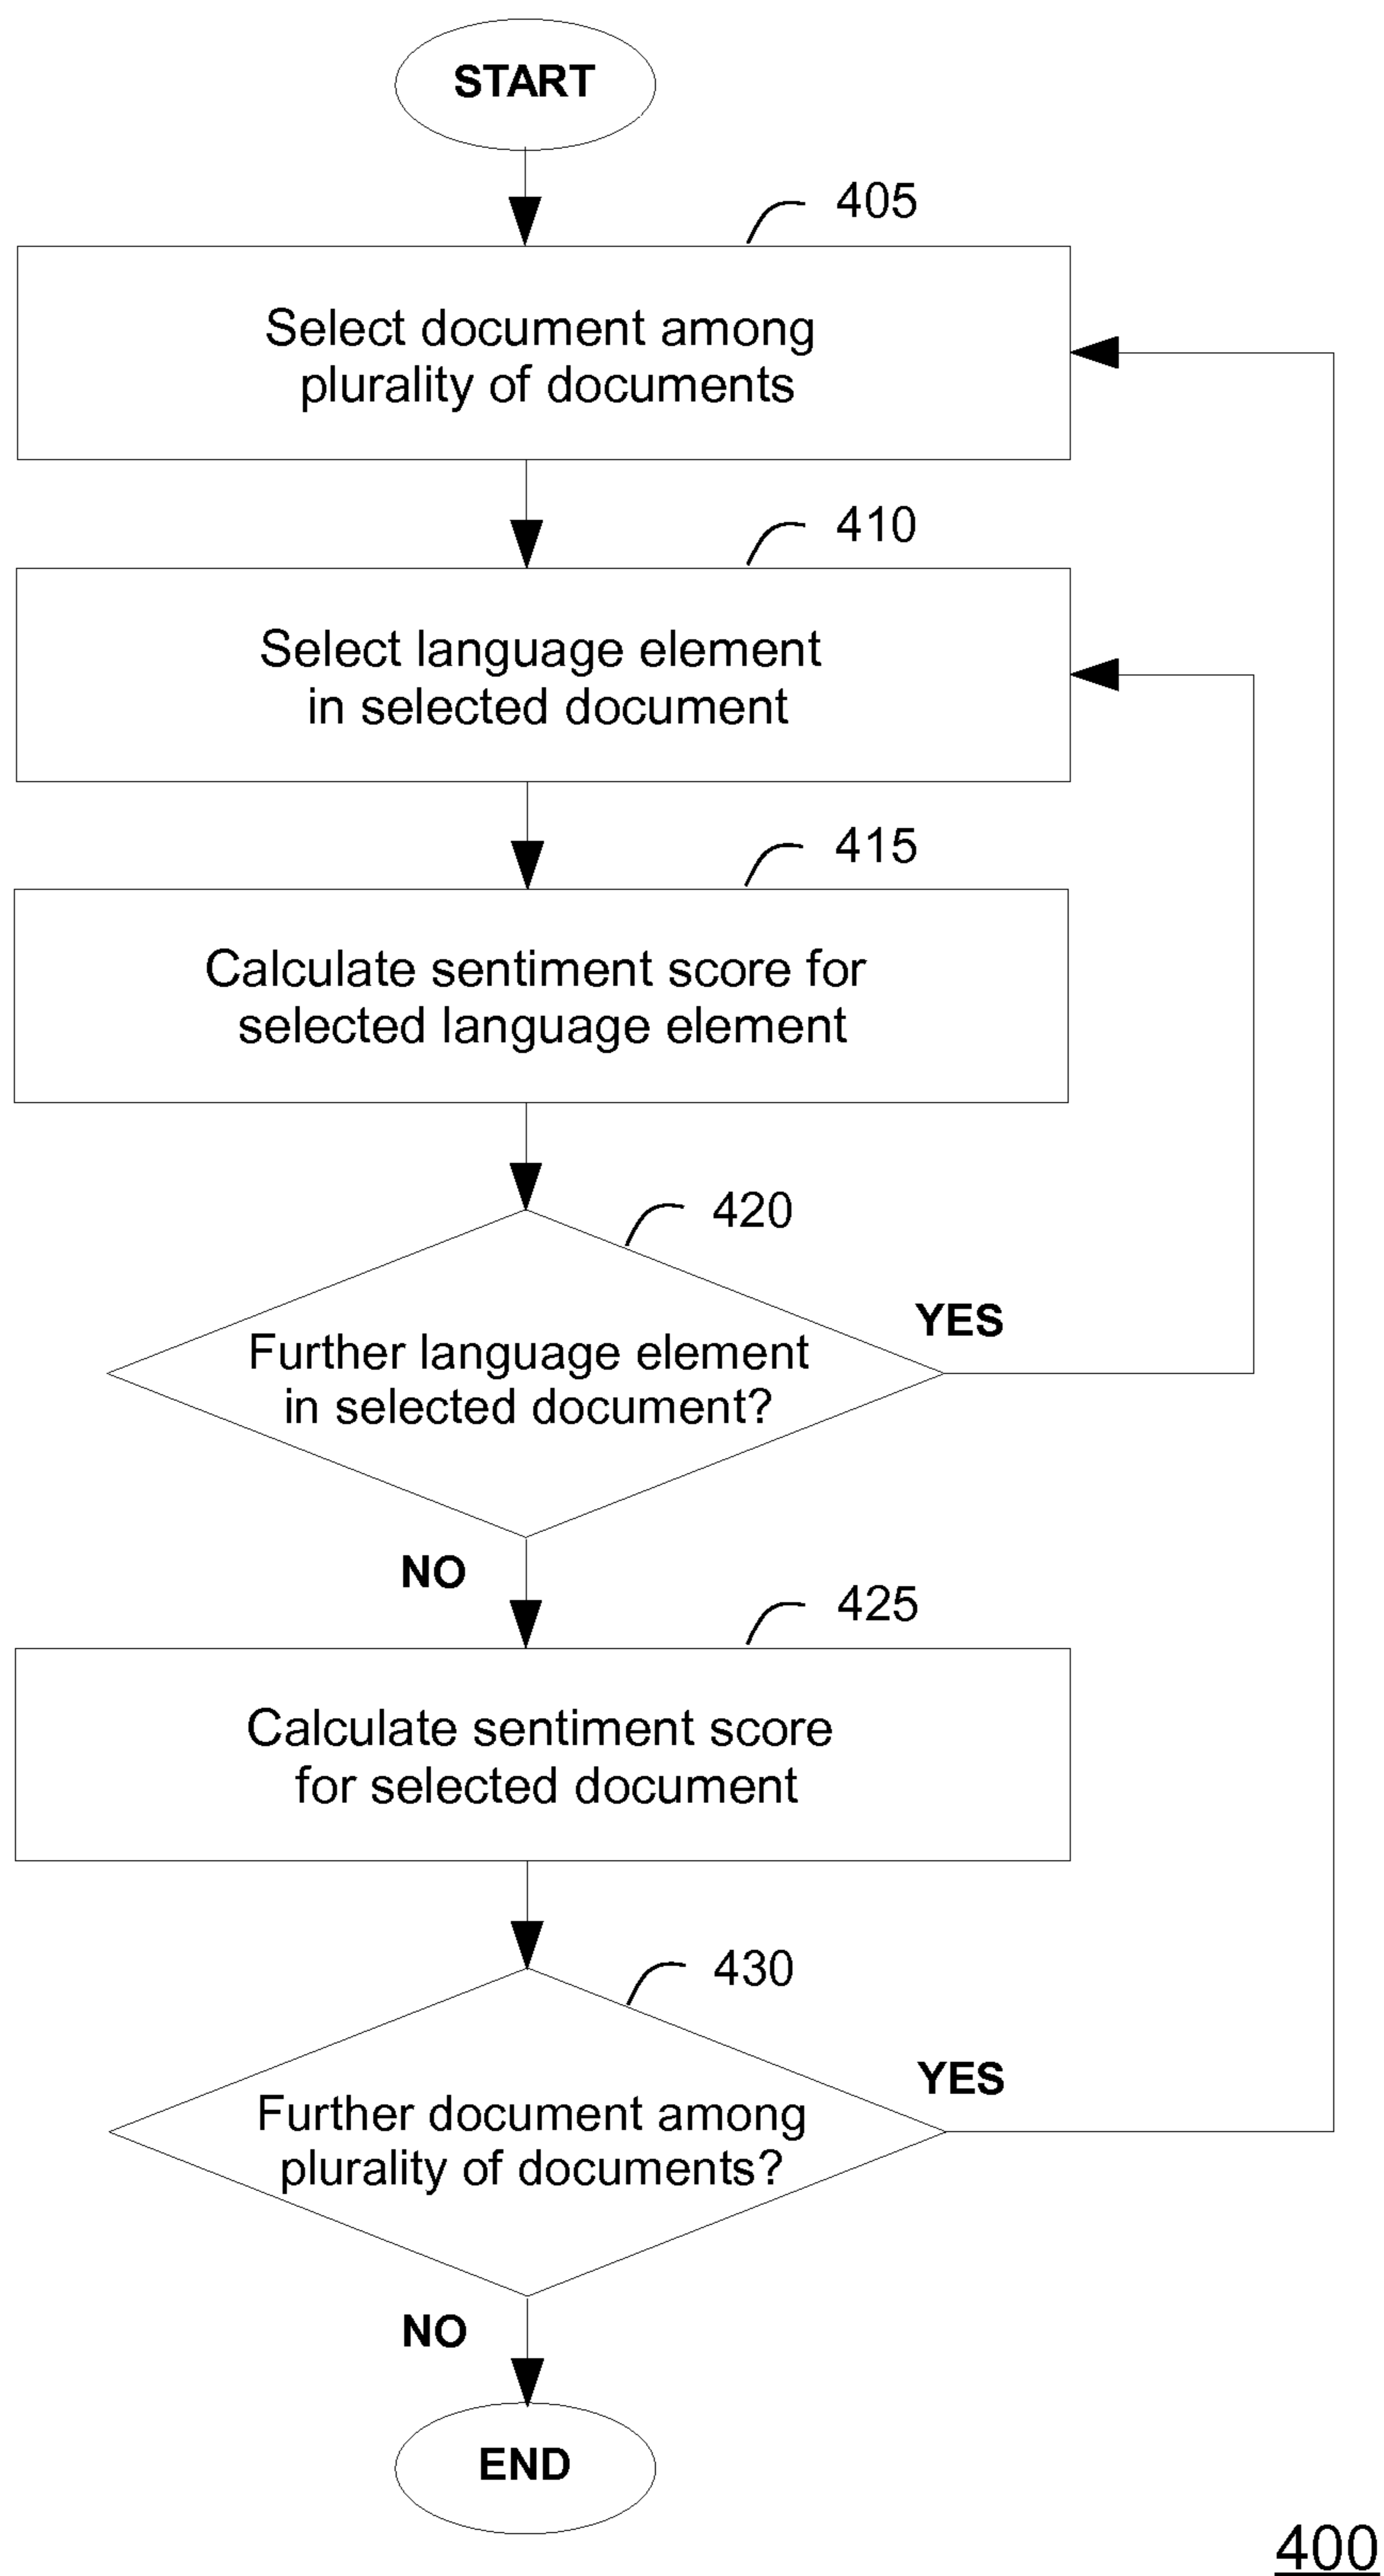 START
405
Select document among
plurality of documents
410
Select language element
in selected document
415
Calculate sentiment score for
selected language element
420
YES
Further language element
in selected document?
NO
425
Calculate sentiment score
for selected document
430
YES
Further document among
plurality of documents?
NO
END
400